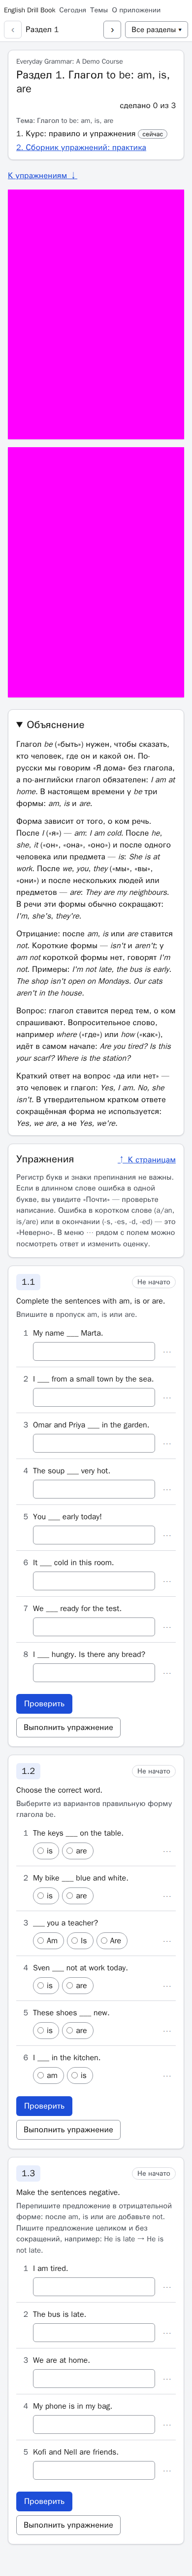 English Drill Book Сегодня Темы О приложении
‹ Раздел 1 › Все разделы ▾
Everyday Grammar: A Demo Course
Раздел 1. Глагол to be: am, is,
are
сделано 0 из 3
Тема: Глагол to be: am, is, are
1. Курс: правило и упражнения сейчас
2. Сборник упражнений: практика
К упражнениям ↓
▼ Объяснение
Глагол be («быть») нужен, чтобы сказать,
кто человек, где он и какой он. По-
русски мы говорим «Я дома» без глагола,
а по-английски глагол обязателен: I am at
home. В настоящем времени у be три
формы: am, is и are.
Форма зависит от того, о ком речь.
После I («я») — am: I am cold. После he,
she, it («он», «она», «оно») и после одного
человека или предмета — is: She is at
work. После we, you, they («мы», «вы»,
«они») и после нескольких людей или
предметов — are: They are my neighbours.
В речи эти формы обычно сокращают:
I'm, she's, they're.
Отрицание: после am, is или are ставится
not. Короткие формы — isn't и aren't; у
am not короткой формы нет, говорят I'm
not. Примеры: I'm not late, the bus is early.
The shop isn't open on Mondays. Our cats
aren't in the house.
Вопрос: глагол ставится перед тем, о ком
спрашивают. Вопросительное слово,
например where («где») или how («как»),
идёт в самом начале: Are you tired? Is this
your scarf? Where is the station?
Краткий ответ на вопрос «да или нет» —
это человек и глагол: Yes, I am. No, she
isn't. В утвердительном кратком ответе
сокращённая форма не используется:
Yes, we are, а не Yes, we're.
Упражнения ↑ К страницам
Регистр букв и знаки препинания не важны.
Если в длинном слове ошибка в одной
букве, вы увидите «Почти» — проверьте
написание. Ошибка в коротком слове (a/an,
is/are) или в окончании (-s, -es, -d, -ed) — это
«Неверно». В меню ⋯ рядом с полем можно
посмотреть ответ и изменить оценку.
1.1 Не начато
Complete the sentences with am, is or are.
Впишите в пропуск am, is или are.
1 My name ___ Marta.
⋯
2 I ___ from a small town by the sea.
⋯
3 Omar and Priya ___ in the garden.
⋯
4 The soup ___ very hot.
⋯
5 You ___ early today!
⋯
6 It ___ cold in this room.
⋯
7 We ___ ready for the test.
⋯
8 I ___ hungry. Is there any bread?
⋯
Проверить
Выполнить упражнение
1.2 Не начато
Choose the correct word.
Выберите из вариантов правильную форму
глагола be.
1 The keys ___ on the table.
is are ⋯
2 My bike ___ blue and white.
is are ⋯
3 ___ you a teacher?
Am Is Are ⋯
4 Sven ___ not at work today.
is are ⋯
5 These shoes ___ new.
is are ⋯
6 I ___ in the kitchen.
am is ⋯
Проверить
Выполнить упражнение
1.3 Не начато
Make the sentences negative.
Перепишите предложение в отрицательной
форме: после am, is или are добавьте not.
Пишите предложение целиком и без
сокращений, например: He is late → He is
not late.
1 I am tired.
⋯
2 The bus is late.
⋯
3 We are at home.
⋯
4 My phone is in my bag.
⋯
5 Kofi and Nell are friends.
⋯
Проверить
Выполнить упражнение